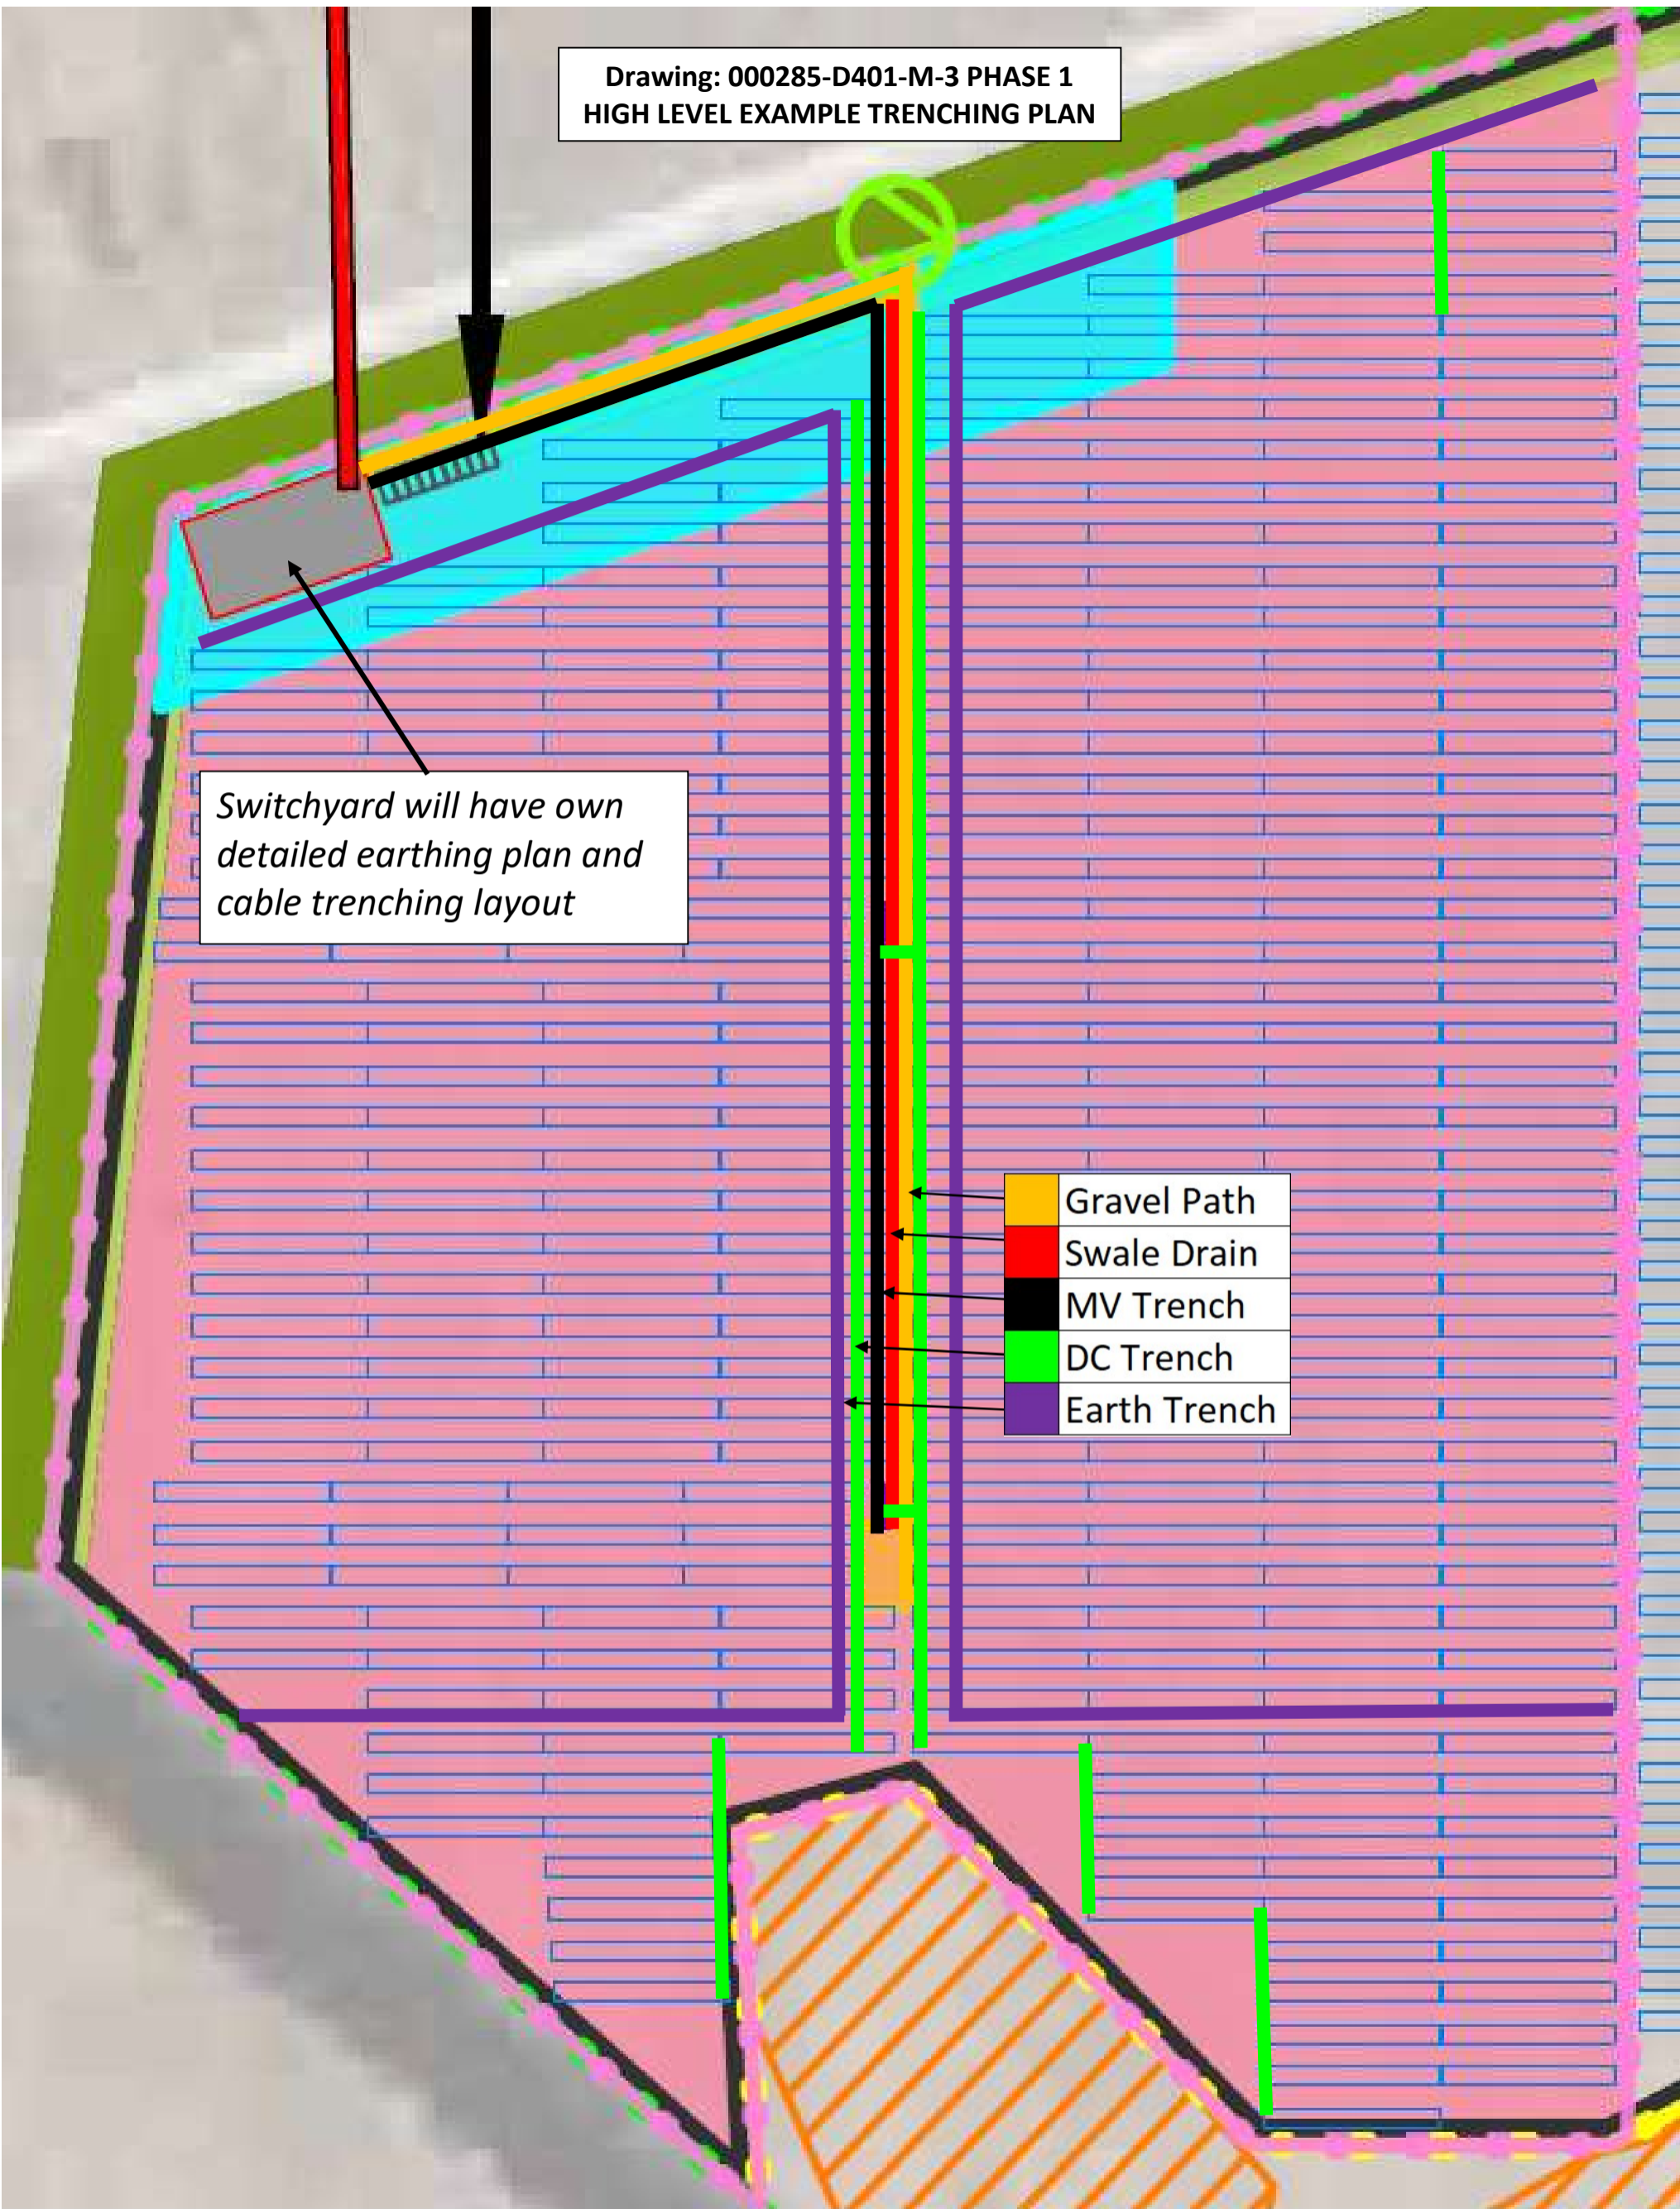 Drawing: 000285-D401-M-3 PHASE 1
HIGH LEVEL EXAMPLE TRENCHING PLAN
Switchyard will have own
detailed earthing plan and
cable trenching layout
Gravel Path
Swale Drain
MV Trench
DC Trench
Earth Trench